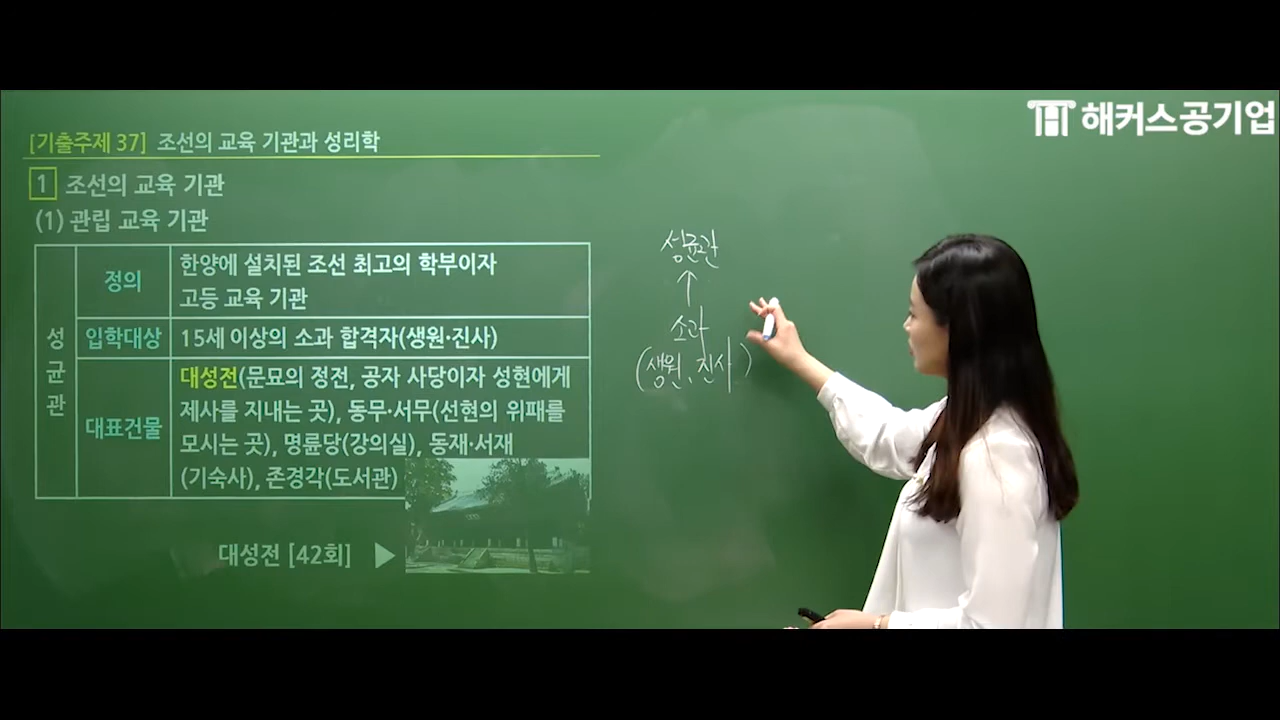 해커스공기업
[기출주제 37] 조선의 교육 기관과 성리학
1 조선의 교육 기관
(1) 관립 교육 기관
성균관
정의
한양에 설치된 조선 최고의 학부이자
고등 교육 기관
입학대상
15세 이상의 소과 합격자(생원·진사)
대표건물
대성전(문묘의 정전, 공자 사당이자 성현에게
제사를 지내는 곳), 동무·서무(선현의 위패를
모시는 곳), 명륜당(강의실), 동재·서재
(기숙사), 존경각(도서관)
대성전 [42회] ▶
성균관
↑
소과
(생원, 진사)